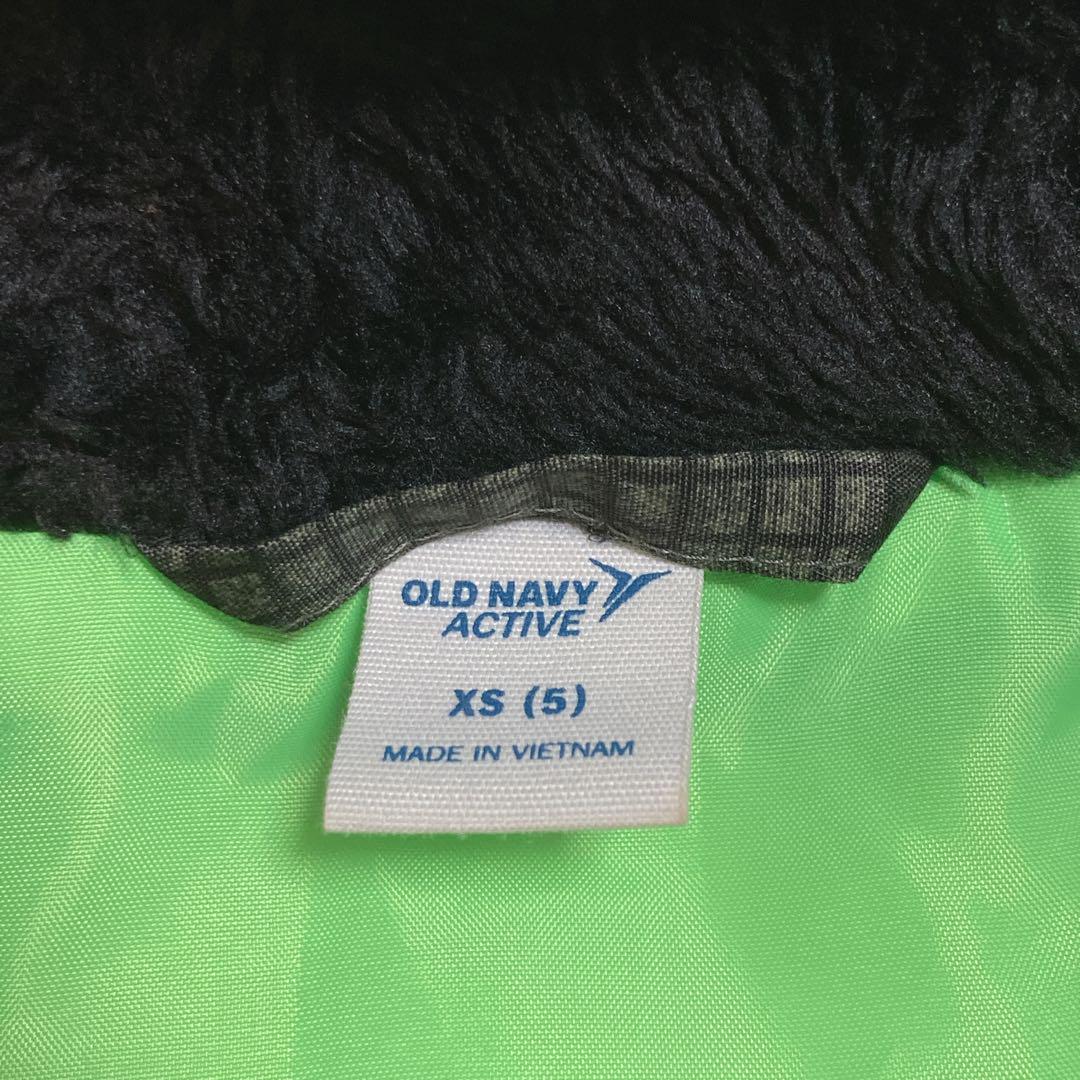 OLD NAVY
ACTIVE
XS (5)
MADE IN VIETNAM